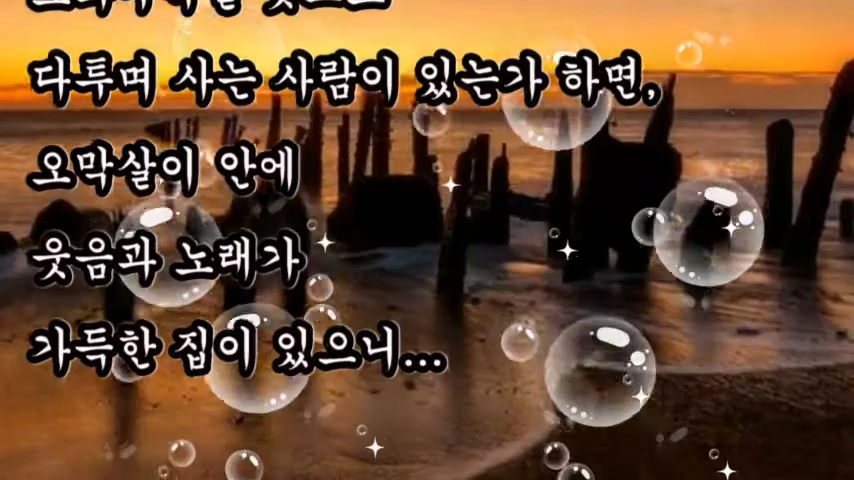 다투며 사는 사람이 있는가 하면,
오막살이 안에
웃음과 노래가
가득한 집이 있으니...